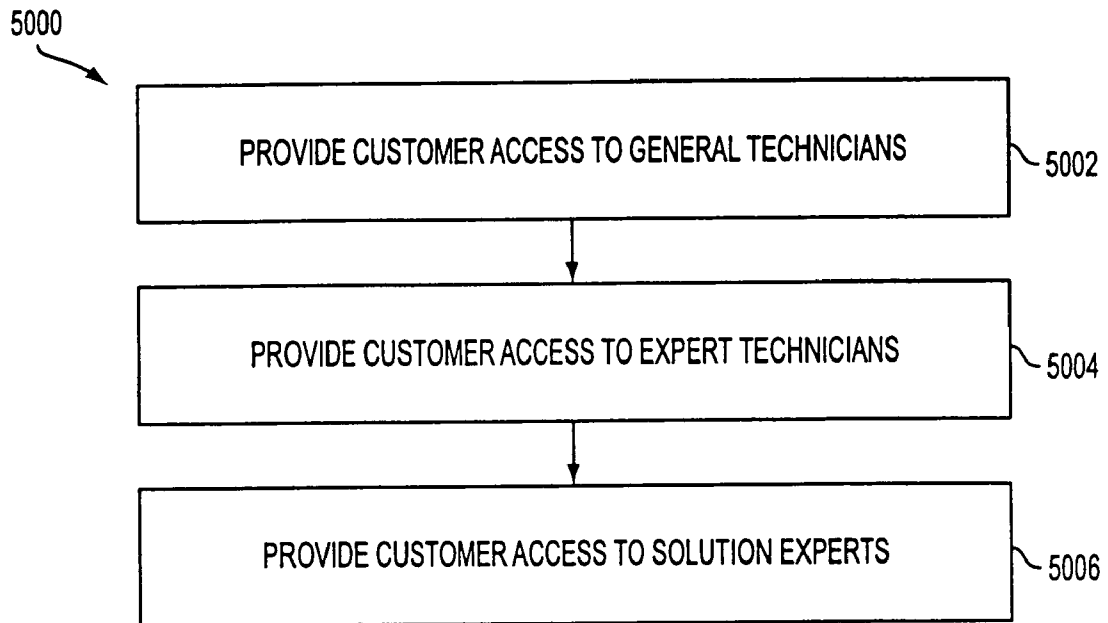 5000
PROVIDE CUSTOMER ACCESS TO GENERAL TECHNICIANS
5002
PROVIDE CUSTOMER ACCESS TO EXPERT TECHNICIANS
5004
PROVIDE CUSTOMER ACCESS TO SOLUTION EXPERTS
5006